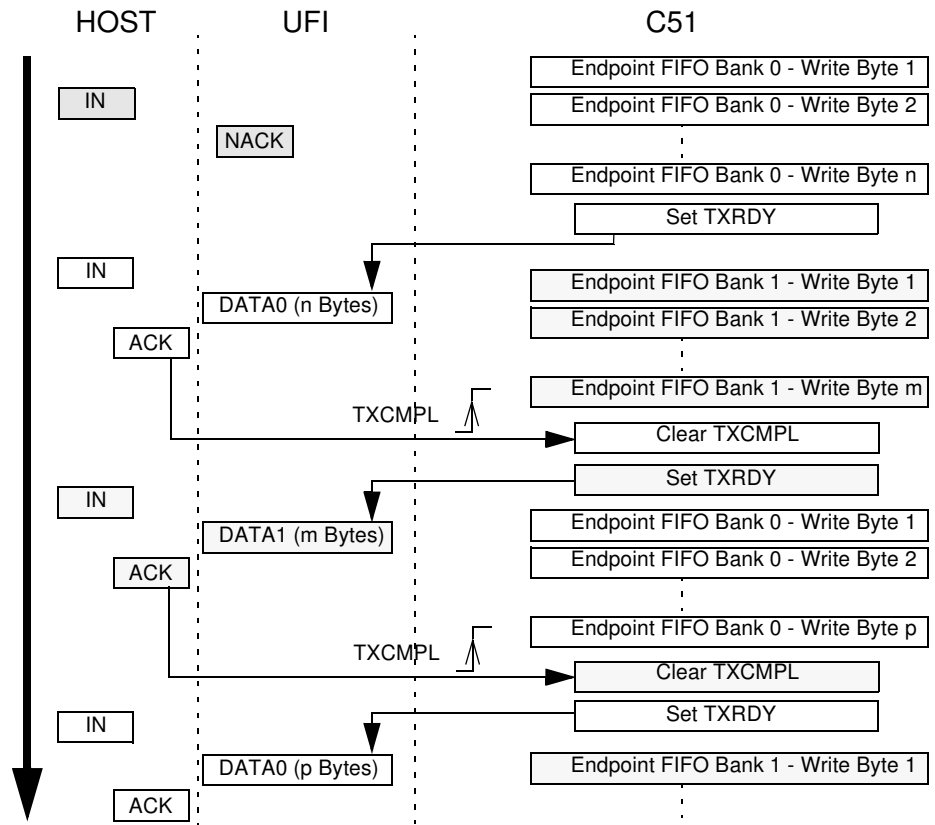 HOST UFI C51
Endpoint FIFO Bank 0 - Write Byte 1
IN
Endpoint FIFO Bank 0 - Write Byte 2
NACK
Endpoint FIFO Bank 0 - Write Byte n
Set TXRDY
IN
Endpoint FIFO Bank 1 - Write Byte 1
DATA0 (n Bytes)
Endpoint FIFO Bank 1 - Write Byte 2
ACK
Endpoint FIFO Bank 1 - Write Byte m
TXCMPL
Clear TXCMPL
Set TXRDY
IN
Endpoint FIFO Bank 0 - Write Byte 1
DATA1 (m Bytes)
Endpoint FIFO Bank 0 - Write Byte 2
ACK
Endpoint FIFO Bank 0 - Write Byte p
TXCMPL
Clear TXCMPL
Set TXRDY
IN
Endpoint FIFO Bank 1 - Write Byte 1
DATA0 (p Bytes)
ACK